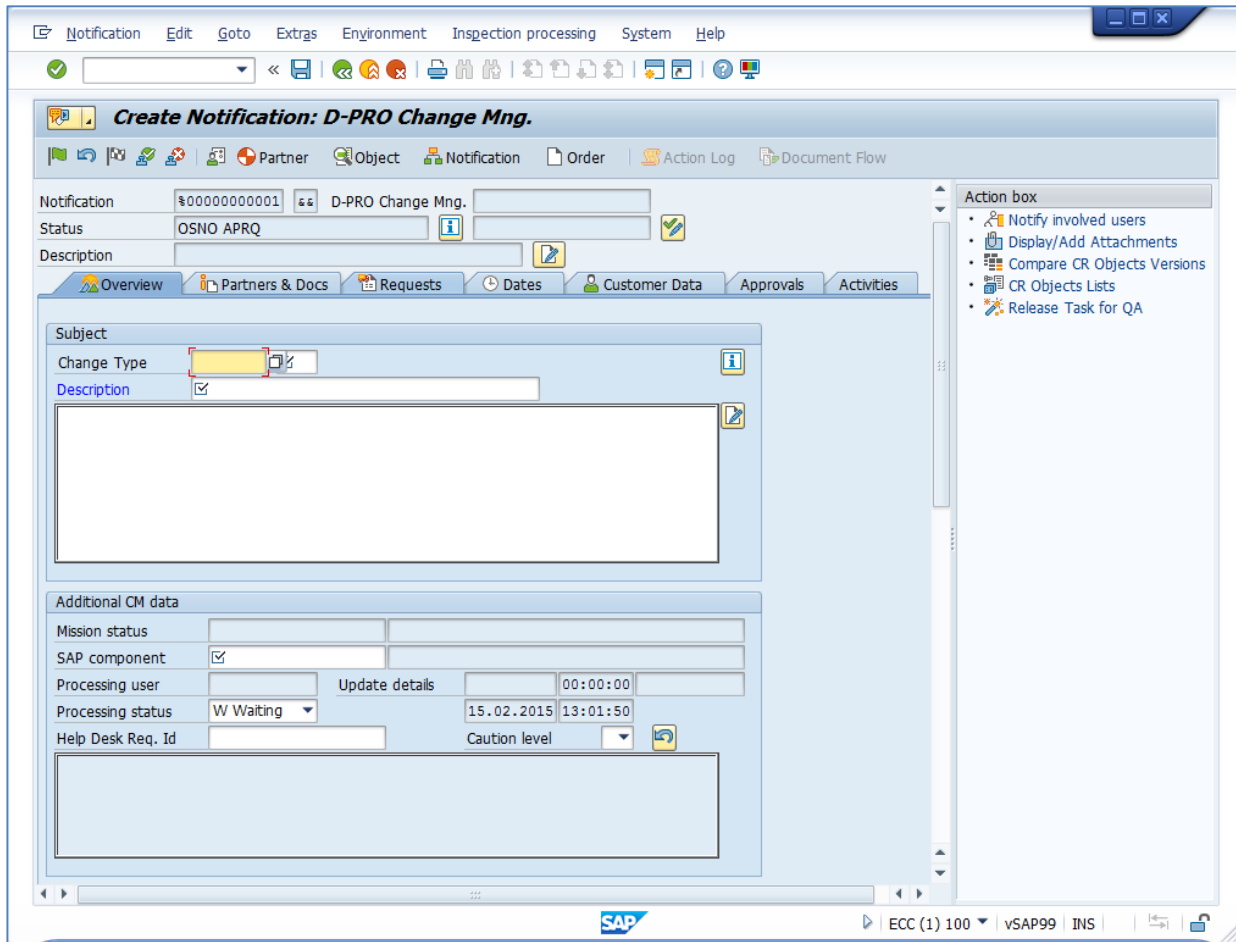 Notification Edit Goto Extras Environment Inspection processing System Help
Create Notification: D-PRO Change Mng.
Partner Object Notification Order Action Log Document Flow
Notification %00000000001 && D-PRO Change Mng.
Status OSNO APRQ
Description
Overview Partners & Docs Requests Dates Customer Data Approvals Activities
Subject
Change Type
Description
Additional CM data
Mission status
SAP component
Processing user Update details 00:00:00
Processing status W Waiting 15.02.2015 13:01:50
Help Desk Req. Id Caution level
Action box
Notify involved users
Display/Add Attachments
Compare CR Objects Versions
CR Objects Lists
Release Task for QA
SAP ECC (1) 100 vSAP99 INS